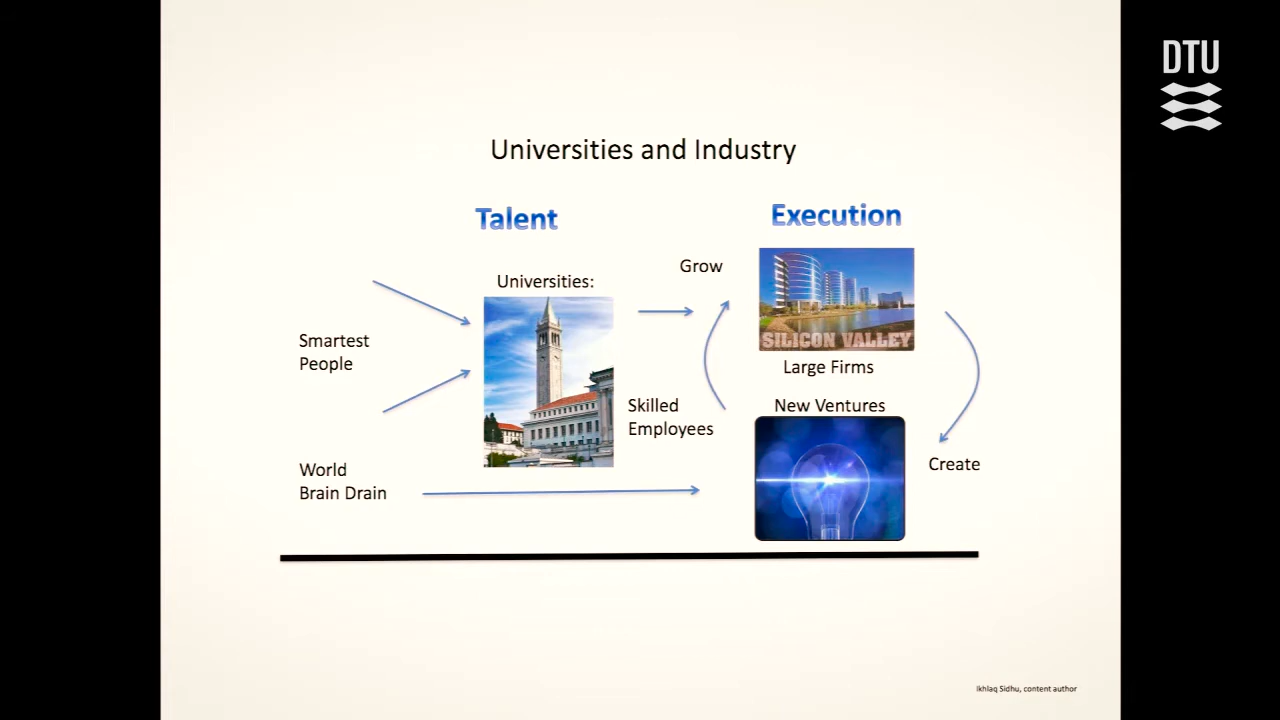 DTU
Universities and Industry
Talent
Execution
Universities:
Grow
SILICON VALLEY
Smartest
People
Large Firms
Skilled
Employees
New Ventures
World
Brain Drain
Create
Ikhlaq Sidhu, content author